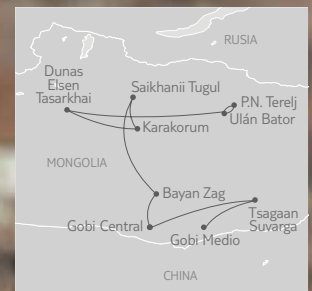 RUSIA
Dunas
Elsen
Tasarkhai
Saikhanii Tugul
P.N. Terelj
Ulán Bator
Karakorum
MONGOLIA
Bayan Zag
Tsagaan
Suvarga
Gobi Central
Gobi Medio
CHINA